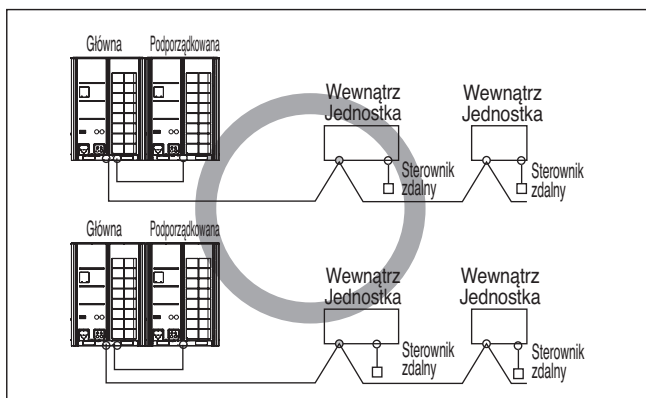 Główna Podporządkowana
Wewnątrz
Jednostka
Wewnątrz
Jednostka
Sterownik
zdalny
Sterownik
zdalny
Główna Podporządkowana
Wewnątrz
Jednostka
Wewnątrz
Jednostka
Sterownik
zdalny
Sterownik
zdalny